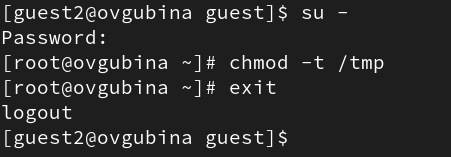 [guest2@ovgubina guest]$ su -
Password:
[root@ovgubina ~]# chmod -t /tmp
[root@ovgubina ~]# exit
logout
[guest2@ovgubina guest]$